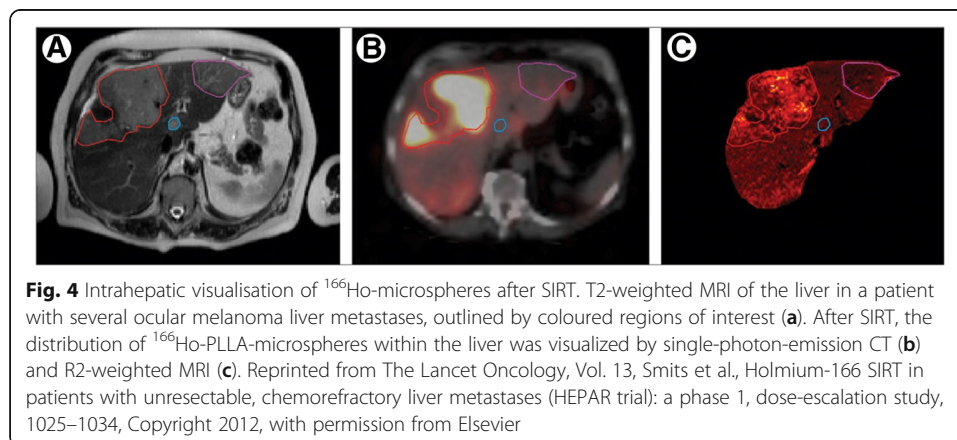 A B C
Fig. 4 Intrahepatic visualisation of ¹⁶⁶Ho-microspheres after SIRT. T2-weighted MRI of the liver in a patient
with several ocular melanoma liver metastases, outlined by coloured regions of interest (a). After SIRT, the
distribution of ¹⁶⁶Ho-PLLA-microspheres within the liver was visualized by single-photon-emission CT (b)
and R2-weighted MRI (c). Reprinted from The Lancet Oncology, Vol. 13, Smits et al., Holmium-166 SIRT in
patients with unresectable, chemorefractory liver metastases (HEPAR trial): a phase 1, dose-escalation study,
1025–1034, Copyright 2012, with permission from Elsevier